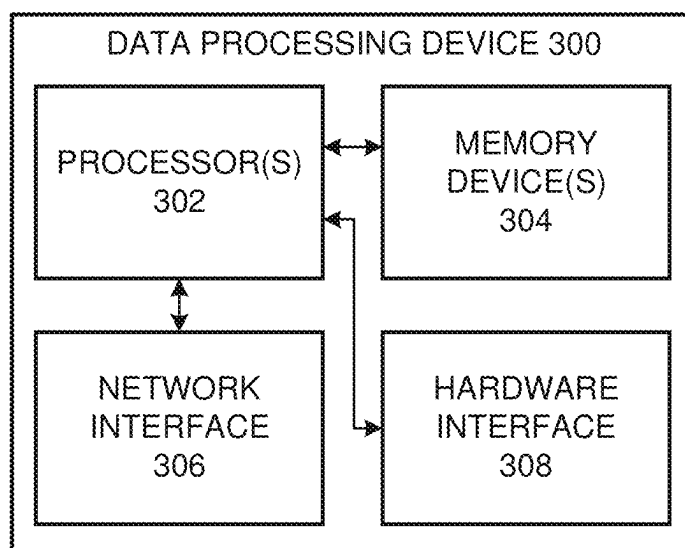 DATA PROCESSING DEVICE 300
PROCESSOR(S)
302
MEMORY
DEVICE(S)
304
NETWORK
INTERFACE
306
HARDWARE
INTERFACE
308